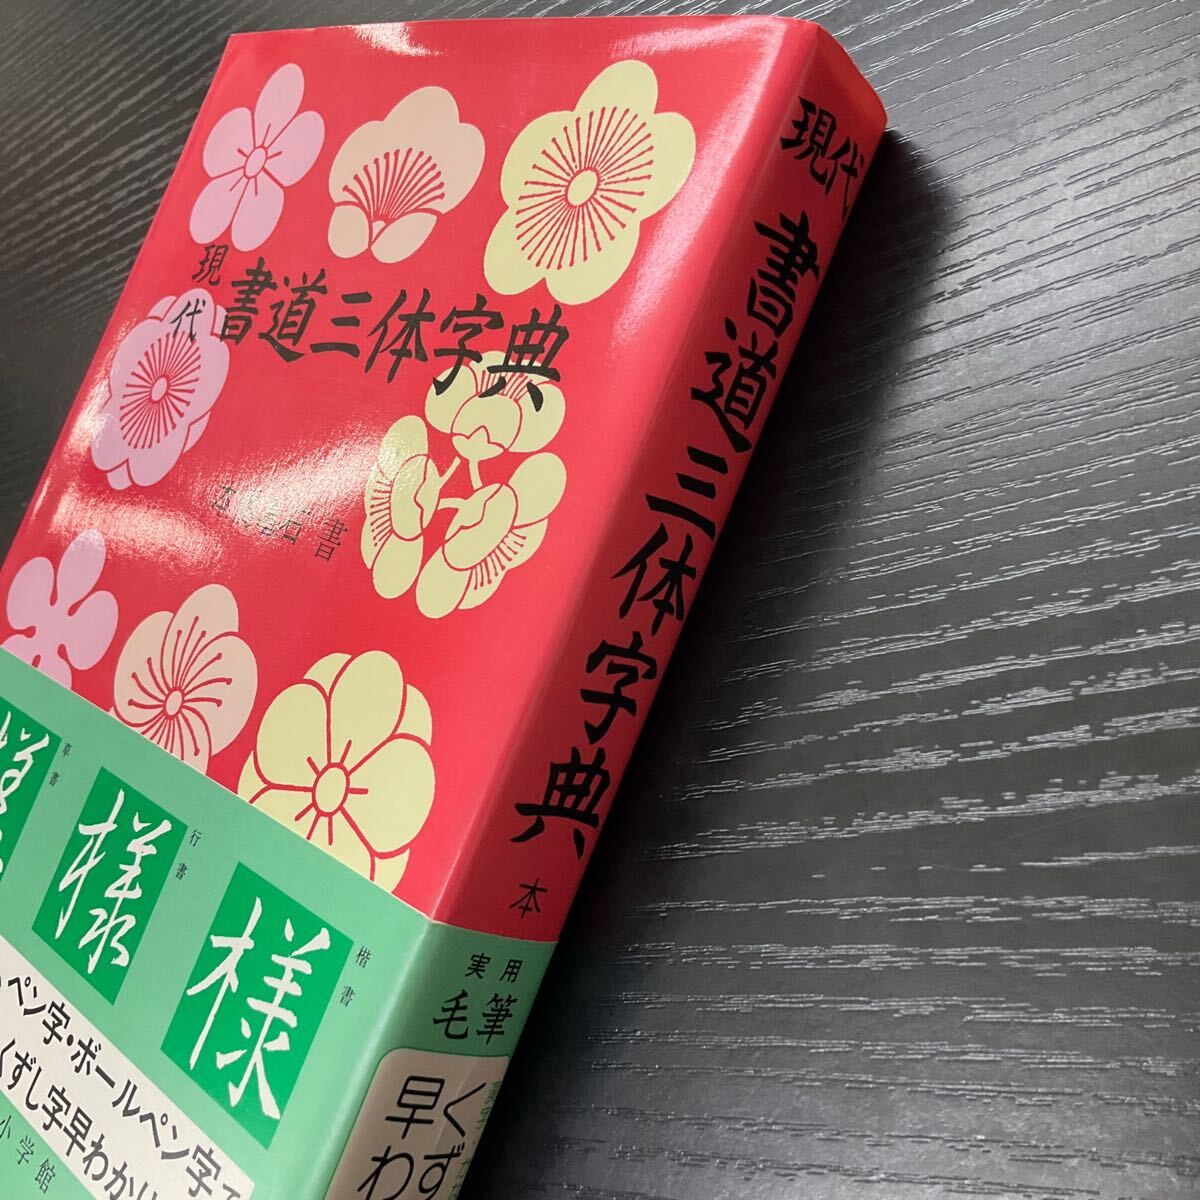 現代
書道三体字典
書
草書
様
行書
様
楷書
様
ペン字・ボールペン字
くずし字早わかり
小学館
現代
書道三体字典
本
実用
毛筆
くず
早わ